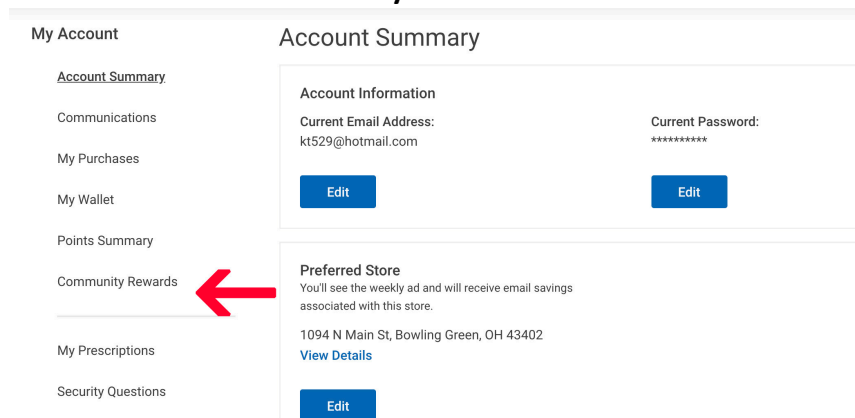 My Account
Account Summary
Communications
My Purchases
My Wallet
Points Summary
Community Rewards
My Prescriptions
Security Questions
Account Summary
Account Information
Current Email Address:
kt529@hotmail.com
Edit
Current Password:
**********
Edit
Preferred Store
You'll see the weekly ad and will receive email savings
associated with this store.
1094 N Main St, Bowling Green, OH 43402
View Details
Edit